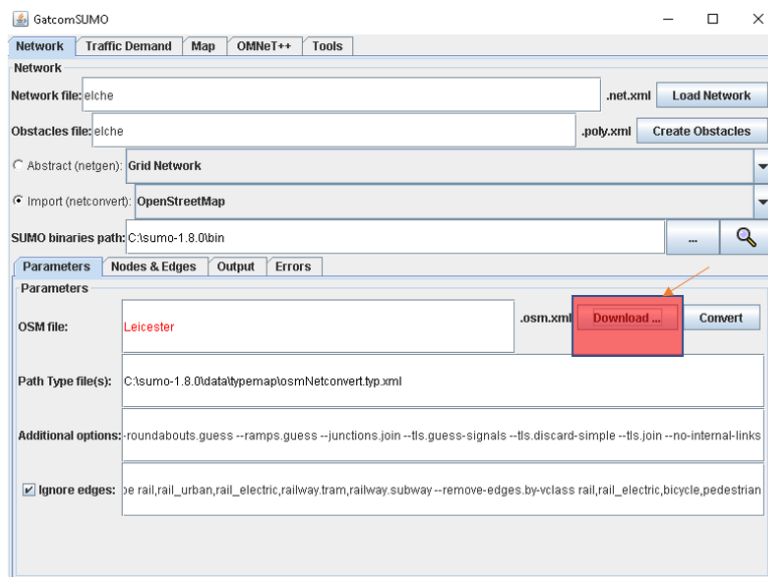 GatcomSUMO
Network Traffic Demand Map OMNeT++ Tools
Network
Network file: elche .net.xml Load Network
Obstacles file: elche .poly.xml Create Obstacles
Abstract (netgen): Grid Network
Import (netconvert): OpenStreetMap
SUMO binaries path: C:\sumo-1.8.0\bin ...
Parameters Nodes & Edges Output Errors
Parameters
OSM file: Leicester .osm.xml Download ... Convert
Path Type file(s): C:\sumo-1.8.0\data\typemap\osmNetconvert.typ.xml
Additional options: -roundabouts.guess --ramps.guess --junctions.join --tls.guess-signals --tls.discard-simple --tls.join --no-internal-links
Ignore edges: rail,rail_urban,rail_electric,railway.tram,railway.subway --remove-edges.by-vclass rail,rail_electric,bicycle,pedestrian